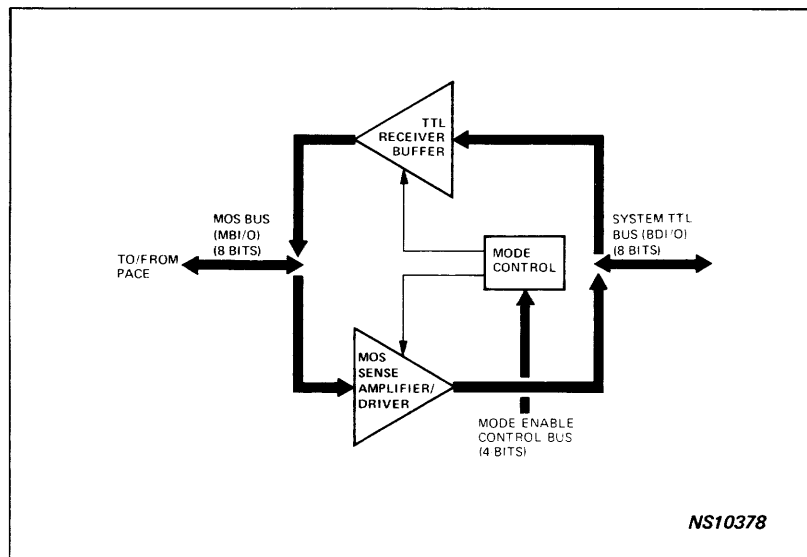 TTL
RECEIVER
BUFFER
MOS BUS
(MBI/O)
(8 BITS)
TO/FROM
PACE
MODE
CONTROL
SYSTEM TTL
BUS (BDI/O)
(8 BITS)
MOS
SENSE
AMPLIFIER/
DRIVER
MODE ENABLE
CONTROL BUS
(4 BITS)
NS10378